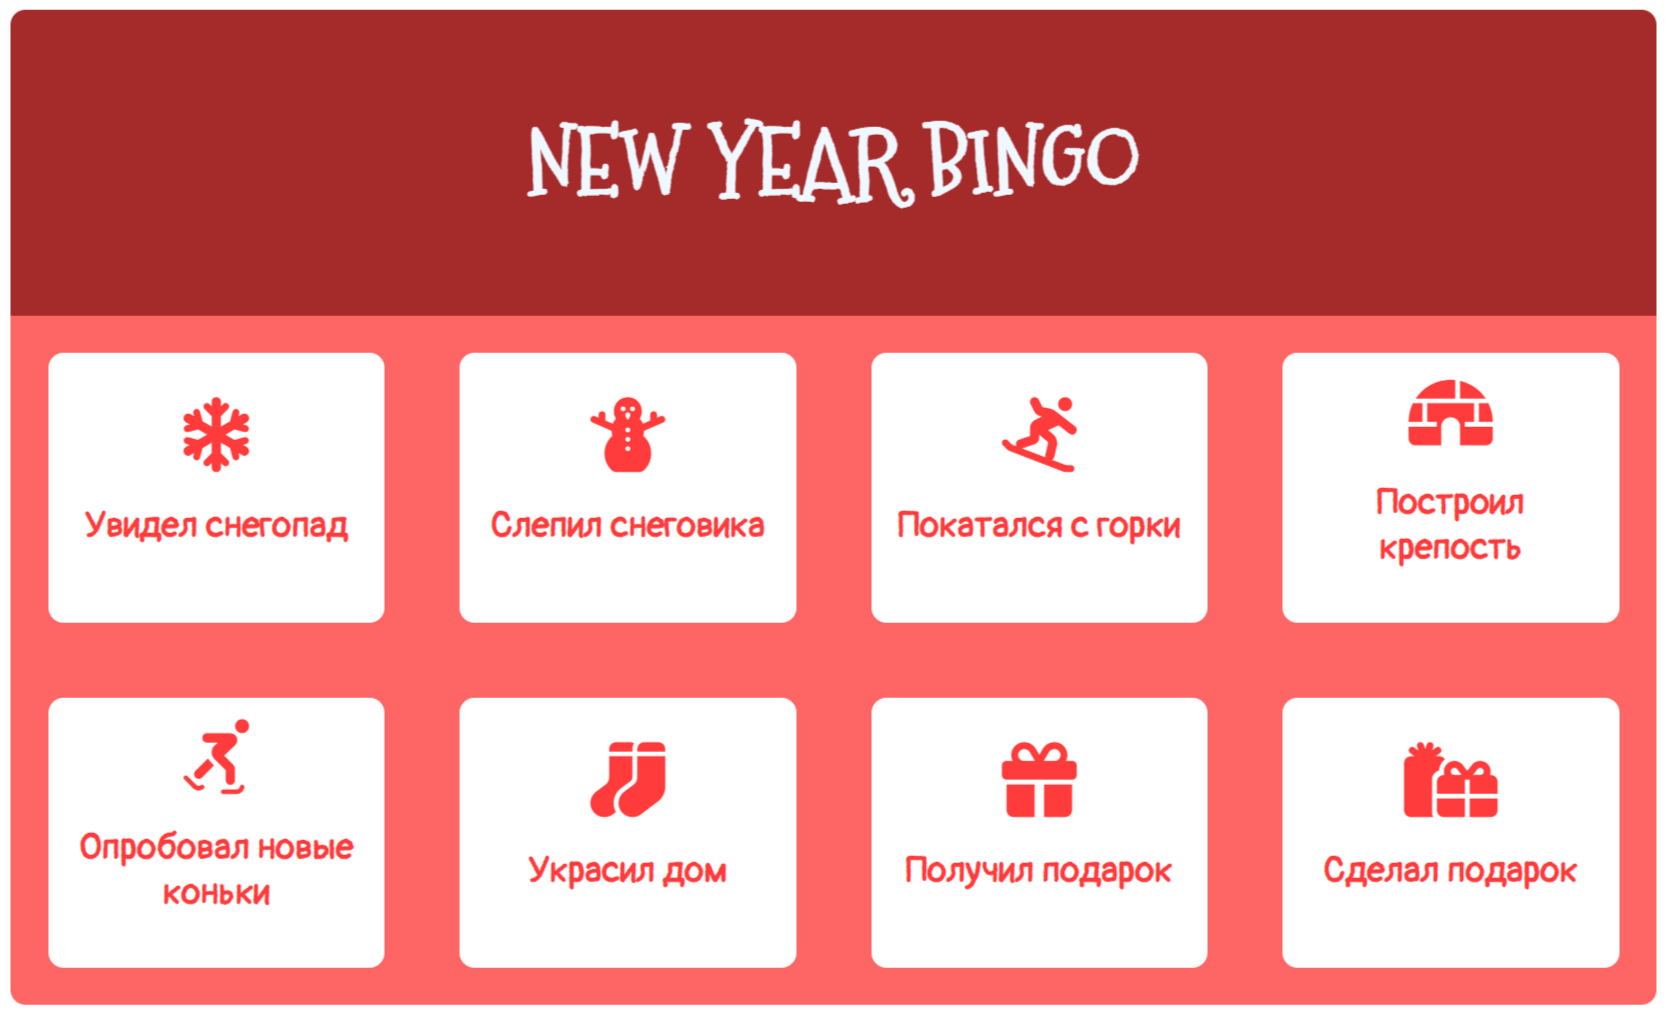 NEW YEAR BINGO
Увидел снегопад
Слепил снеговика
Покатался с горки
Построил
крепость
Опробовал новые
коньки
Украсил дом
Получил подарок
Сделал подарок